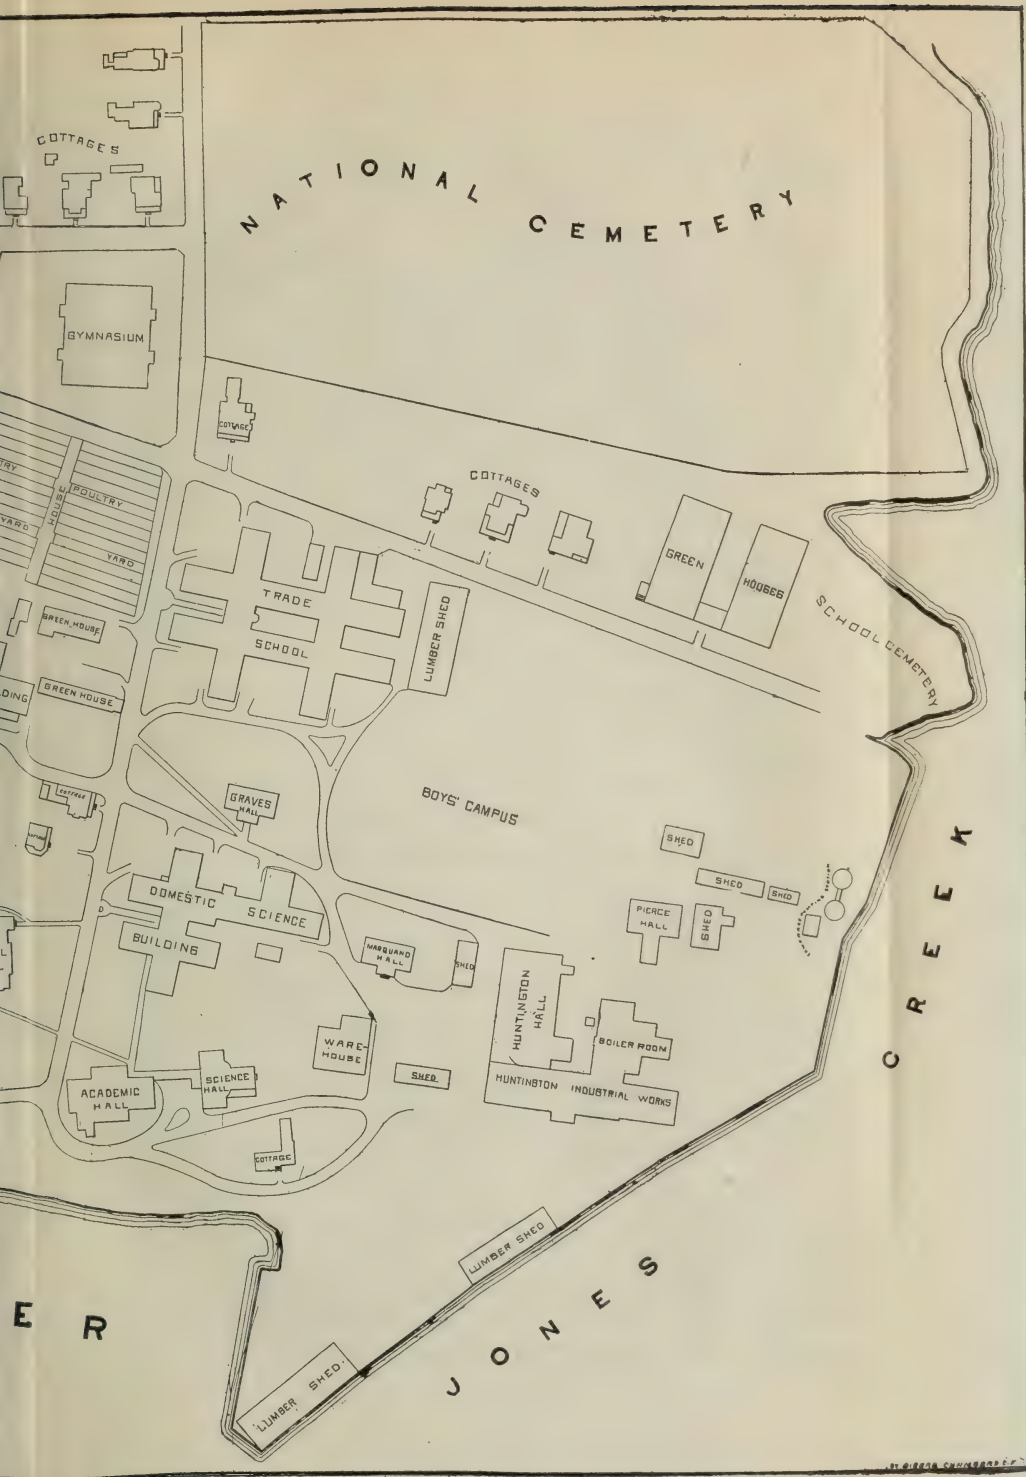 COTTAGES
NATIONAL CEMETERY
GYMNASIUM
COTTAGE
COTTAGES
TRY
YARD
HOUSE
POULTRY
YARD
GREEN
HOUSES
SCHOOL CEMETERY
TRADE
SCHOOL
LUMBER SHED
GREEN HOUSE
DING
GREEN HOUSE
COTTAGE
GRAVES
HALL
BOYS' CAMPUS
SHED
SHED
SHED
DOMESTIC
SCIENCE
BUILDING
PIERCE
HALL
SHED
MARQUAND
HALL
SHED
L
HUNTINGTON
HALL
BOILER ROOM
WARE-
HOUSE
SHED
HUNTINGTON INDUSTRIAL WORKS
ACADEMIC
HALL
SCIENCE
HALL
COTTAGE
LUMBER SHED
LUMBER SHED
ER
JONES
CREEK